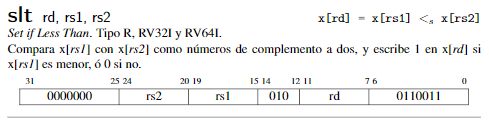 slt rd, rs1, rs2 x[rd] = x[rs1] <ₛ x[rs2]
Set if Less Than. Tipo R, RV32I y RV64I.
Compara x[rs1] con x[rs2] como números de complemento a dos, y escribe 1 en x[rd] si
x[rs1] es menor, ó 0 si no.
31 25 24 20 19 15 14 12 11 7 6 0
0000000 rs2 rs1 010 rd 0110011